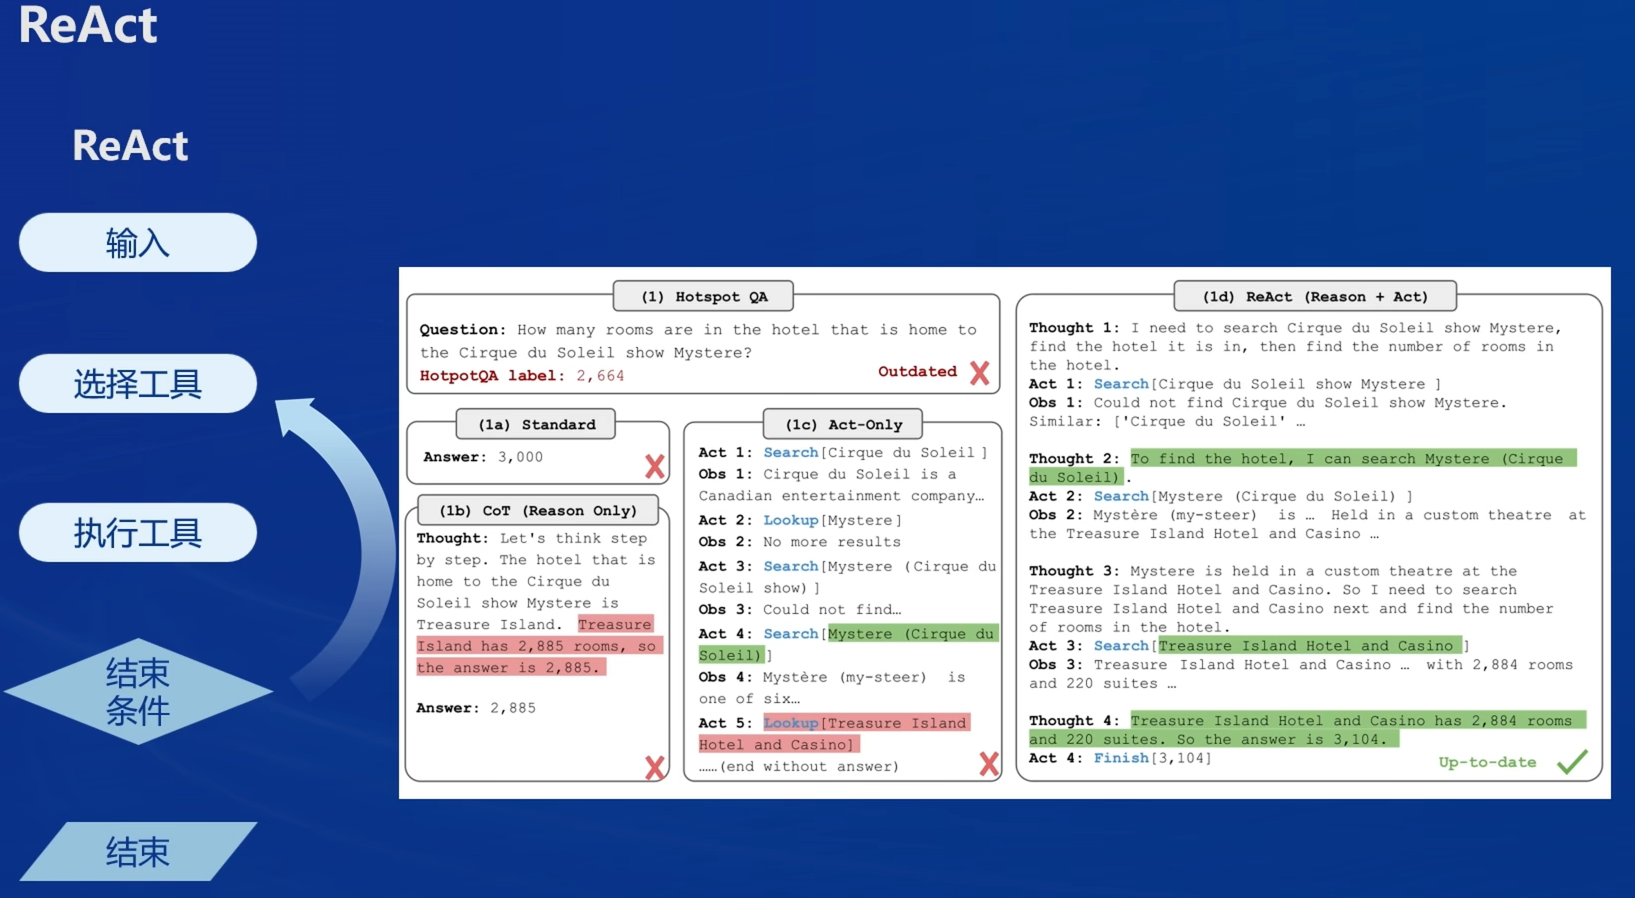 ReAct
ReAct
输入
选择工具
执行工具
结束
条件
结束
(1) Hotspot QA
Question: How many rooms are in the hotel that is home to
the Cirque du Soleil show Mystere?
HotpotQA label: 2,664
Outdated
(1a) Standard
Answer: 3,000
(1b) CoT (Reason Only)
Thought: Let's think step
by step. The hotel that is
home to the Cirque du
Soleil show Mystere is
Treasure Island. Treasure
Island has 2,885 rooms, so
the answer is 2,885.
Answer: 2,885
(1c) Act-Only
Act 1: Search[Cirque du Soleil ]
Obs 1: Cirque du Soleil is a
Canadian entertainment company…
Act 2: Lookup[Mystere]
Obs 2: No more results
Act 3: Search[Mystere (Cirque du
Soleil show)]
Obs 3: Could not find…
Act 4: Search[Mystere (Cirque du
Soleil)]
Obs 4: Mystère (my-steer) is
one of six…
Act 5: Lookup[Treasure Island
Hotel and Casino]
……(end without answer)
(1d) ReAct (Reason + Act)
Thought 1: I need to search Cirque du Soleil show Mystere,
find the hotel it is in, then find the number of rooms in
the hotel.
Act 1: Search[Cirque du Soleil show Mystere ]
Obs 1: Could not find Cirque du Soleil show Mystere.
Similar: ['Cirque du Soleil' …
Thought 2: To find the hotel, I can search Mystere (Cirque
du Soleil).
Act 2: Search[Mystere (Cirque du Soleil) ]
Obs 2: Mystère (my-steer) is … Held in a custom theatre at
the Treasure Island Hotel and Casino …
Thought 3: Mystere is held in a custom theatre at the
Treasure Island Hotel and Casino. So I need to search
Treasure Island Hotel and Casino next and find the number
of rooms in the hotel.
Act 3: Search[Treasure Island Hotel and Casino ]
Obs 3: Treasure Island Hotel and Casino … with 2,884 rooms
and 220 suites …
Thought 4: Treasure Island Hotel and Casino has 2,884 rooms
and 220 suites. So the answer is 3,104.
Act 4: Finish[3,104]
Up-to-date